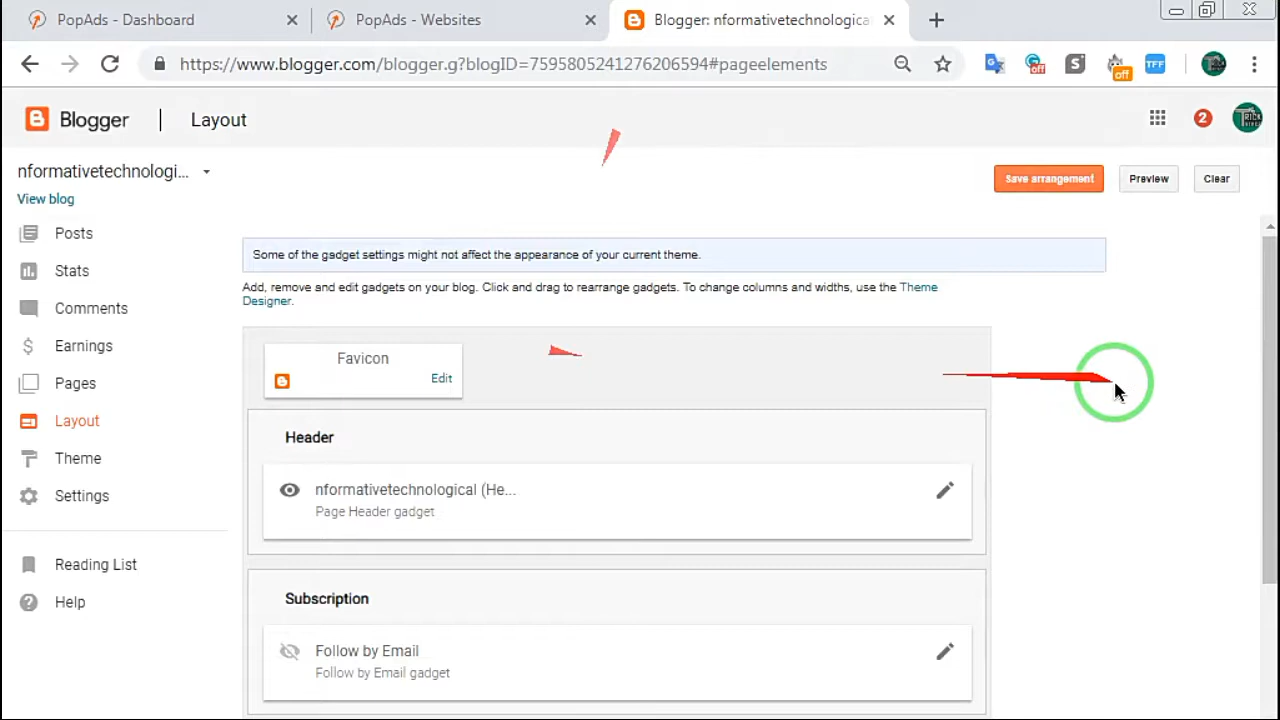 PopAds - Dashboard
PopAds - Websites
Blogger: nformativetechnologica
https://www.blogger.com/blogger.g?blogID=7595805241276206594#pageelements
off
S
off
TFF
Blogger
Layout
2
nformativetechnologi...
Save arrangement
Preview
Clear
View blog
Posts
Some of the gadget settings might not affect the appearance of your current theme.
Stats
Add, remove and edit gadgets on your blog. Click and drag to rearrange gadgets. To change columns and widths, use the Theme
Designer.
Comments
Earnings
Favicon
Edit
Pages
Layout
Header
Theme
nformativetechnological (He...
Page Header gadget
Settings
Reading List
Subscription
Help
Follow by Email
Follow by Email gadget